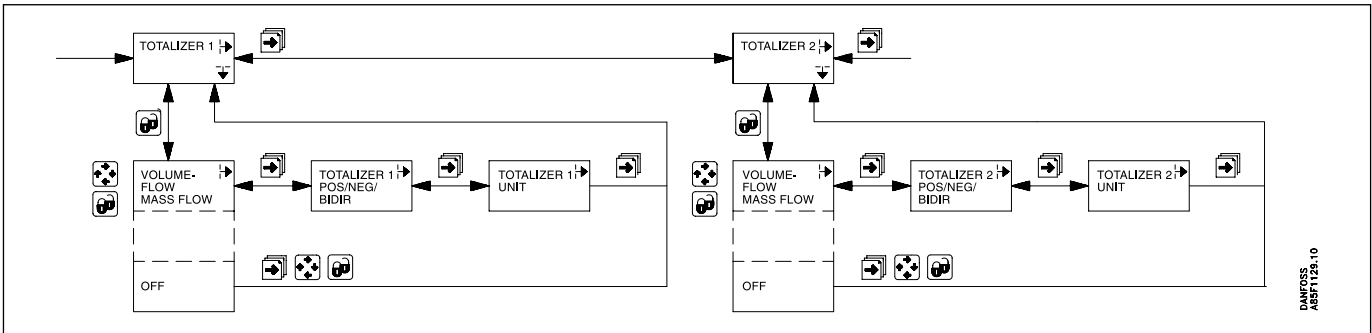 TOTALIZER 1
TOTALIZER 2
VOLUME-
FLOW
MASS FLOW
TOTALIZER 1
POS/NEG/
BIDIR
TOTALIZER 1
UNIT
VOLUME-
FLOW
MASS FLOW
TOTALIZER 2
POS/NEG/
BIDIR
TOTALIZER 2
UNIT
OFF
OFF
DANFOSS
A85F1129.10